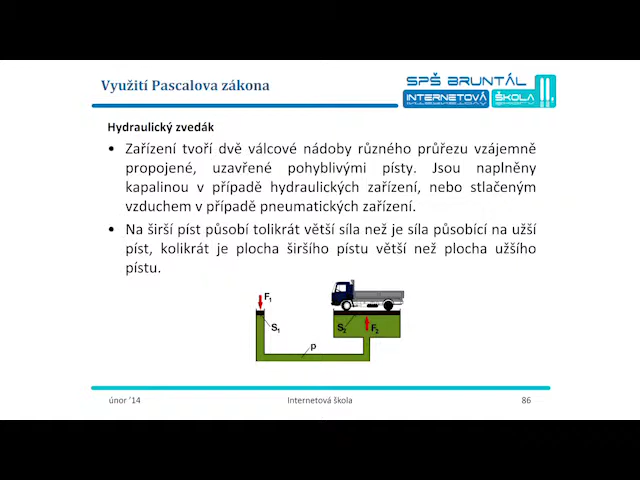 Využití Pascalova zákona
SPŠ BRUNTÁL
INTERNETOVÁ ŠKOLA II.
Hydraulický zvedák
• Zařízení tvoří dvě válcové nádoby různého průřezu vzájemně
propojené, uzavřené pohyblivými písty. Jsou naplněny
kapalinou v případě hydraulických zařízení, nebo stlačeným
vzduchem v případě pneumatických zařízení.
• Na širší píst působí tolikrát větší síla než je síla působící na užší
píst, kolikrát je plocha širšího pístu větší než plocha užšího
pístu.
F1
S1
S2
F2
p
únor '14
Internetová škola
86